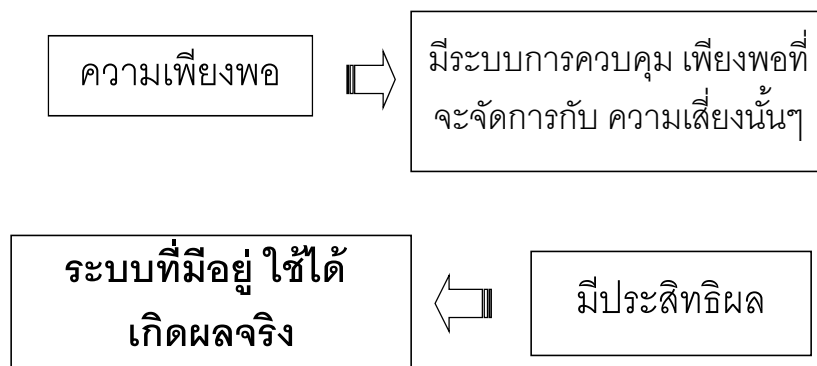 ความเพียงพอ
มีระบบการควบคุม เพียงพอที่
จะจัดการกับ ความเสี่ยงนั้นๆ
ระบบที่มีอยู่ ใช้ได้
เกิดผลจริง
มีประสิทธิผล